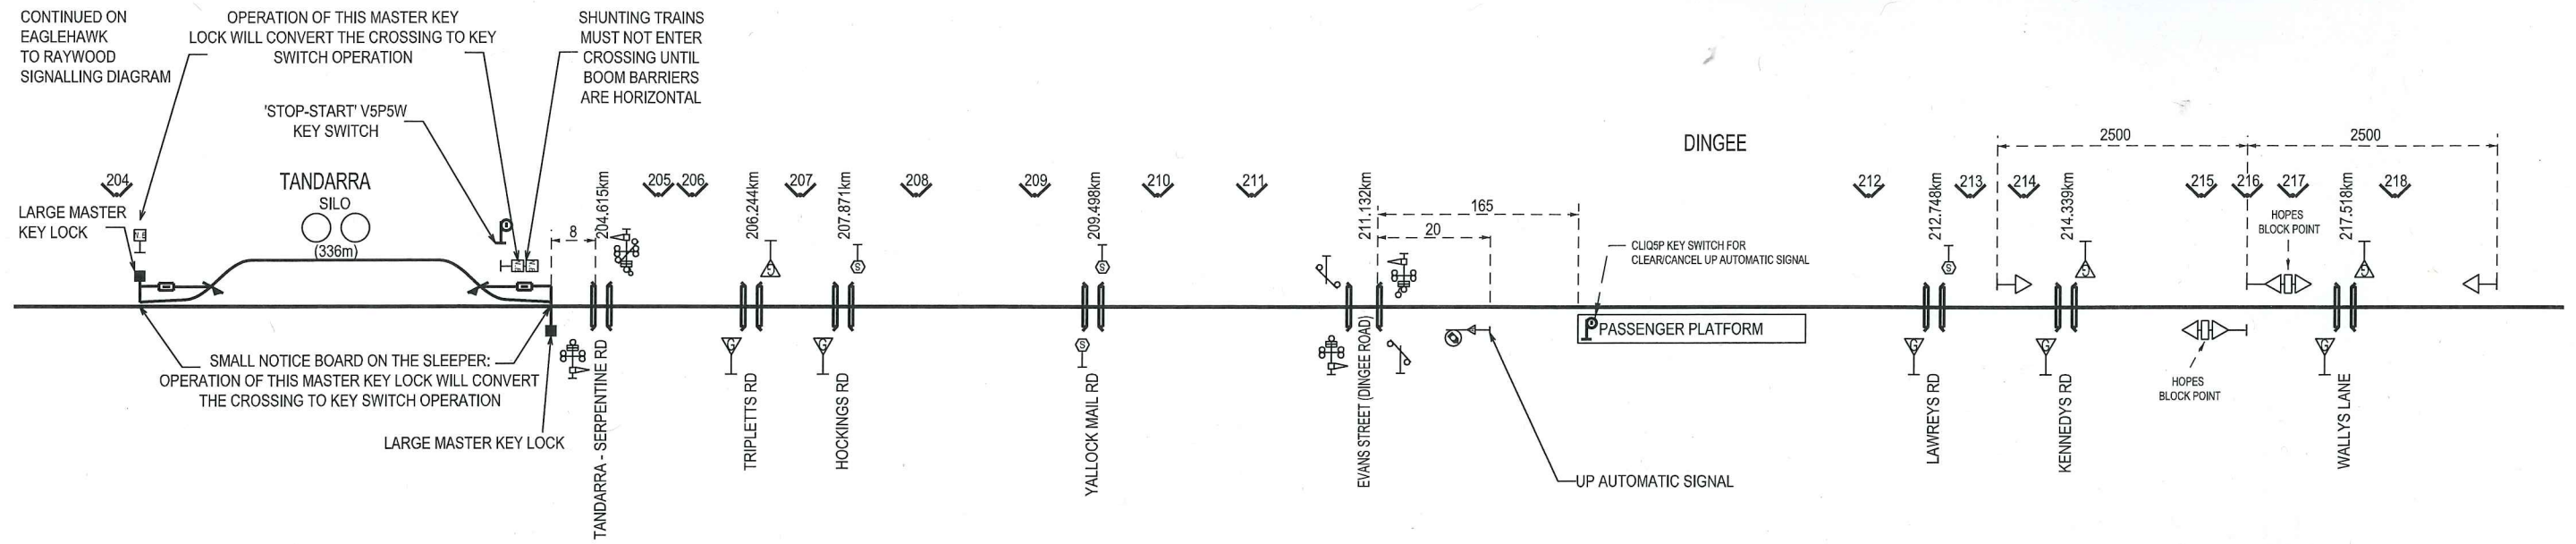 CONTINUED ON
EAGLEHAWK
TO RAYWOOD
SIGNALLING DIAGRAM
OPERATION OF THIS MASTER KEY
LOCK WILL CONVERT THE CROSSING TO KEY
SWITCH OPERATION
SHUNTING TRAINS
MUST NOT ENTER
CROSSING UNTIL
BOOM BARRIERS
ARE HORIZONTAL
'STOP-START' V5P5W
KEY SWITCH
DINGEE
2500
2500
204
TANDARRA
SILO
(336m)
LARGE MASTER
KEY LOCK
8
204.615km
205
206
206.244km
207
207.871km
208
209
209.498km
210
211
211.132km
165
20
CLIQ5P KEY SWITCH FOR
CLEAR/CANCEL UP AUTOMATIC SIGNAL
212
212.748km
213
214
214.339km
215
216
217
HOPES
BLOCK POINT
217.518km
218
G
S
S
G
G
PASSENGER PLATFORM
SMALL NOTICE BOARD ON THE SLEEPER:
OPERATION OF THIS MASTER KEY LOCK WILL CONVERT
THE CROSSING TO KEY SWITCH OPERATION
LARGE MASTER KEY LOCK
TANDARRA - SERPENTINE RD
G
TRIPLETTS RD
G
HOCKINGS RD
S
YALLOCK MAIL RD
EVANS STREET (DINGEE ROAD)
UP AUTOMATIC SIGNAL
G
LAWREYS RD
G
KENNEDYS RD
HOPES
BLOCK POINT
G
WALLYS LANE
S